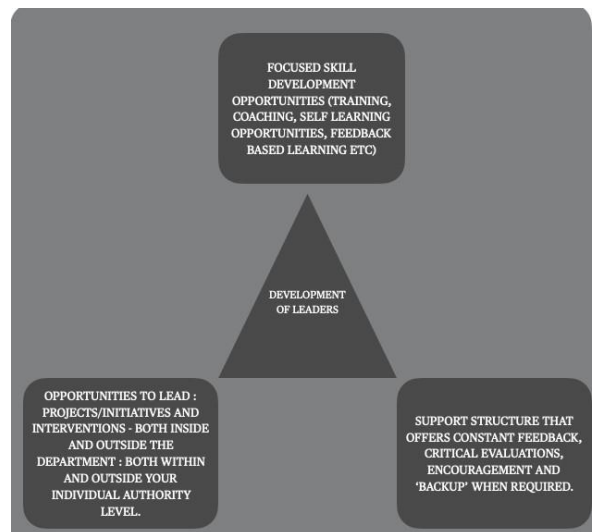 FOCUSED SKILL
DEVELOPMENT
OPPORTUNITIES (TRAINING,
COACHING, SELF LEARNING
OPPORTUNITIES, FEEDBACK
BASED LEARNING ETC)
DEVELOPMENT
OF LEADERS
OPPORTUNITIES TO LEAD :
PROJECTS/INITIATIVES AND
INTERVENTIONS - BOTH INSIDE
AND OUTSIDE THE
DEPARTMENT : BOTH WITHIN
AND OUTSIDE YOUR
INDIVIDUAL AUTHORITY
LEVEL.
SUPPORT STRUCTURE THAT
OFFERS CONSTANT FEEDBACK,
CRITICAL EVALUATIONS,
ENCOURAGEMENT AND
‘BACKUP’ WHEN REQUIRED.